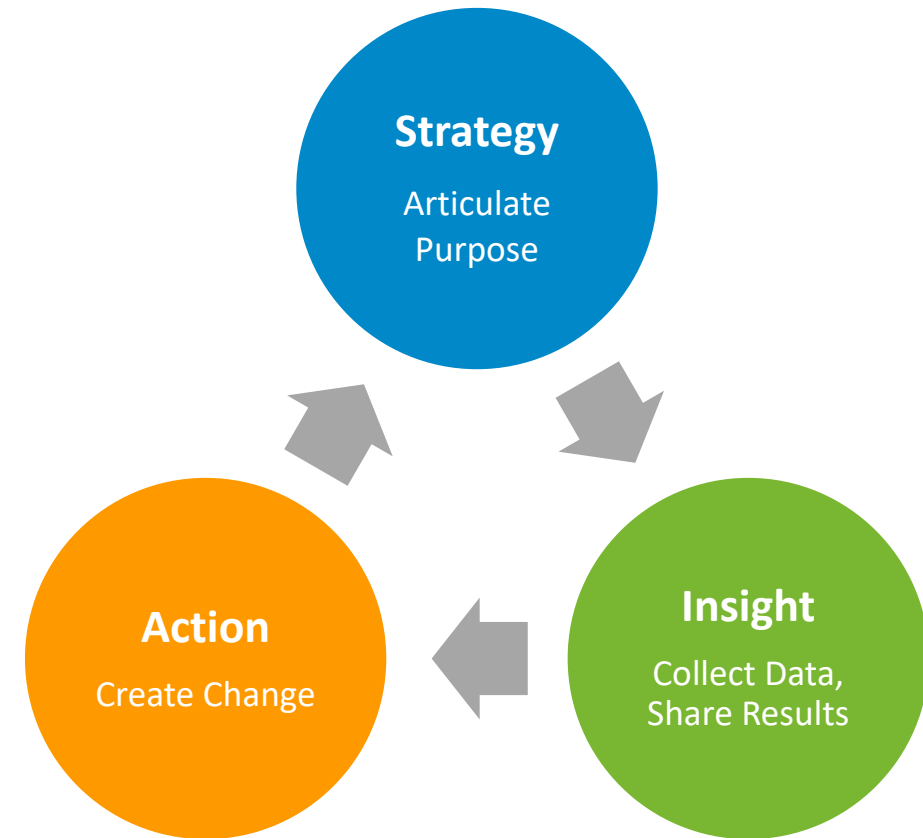 Strategy
Articulate
Purpose
Insight
Collect Data,
Share Results
Action
Create Change